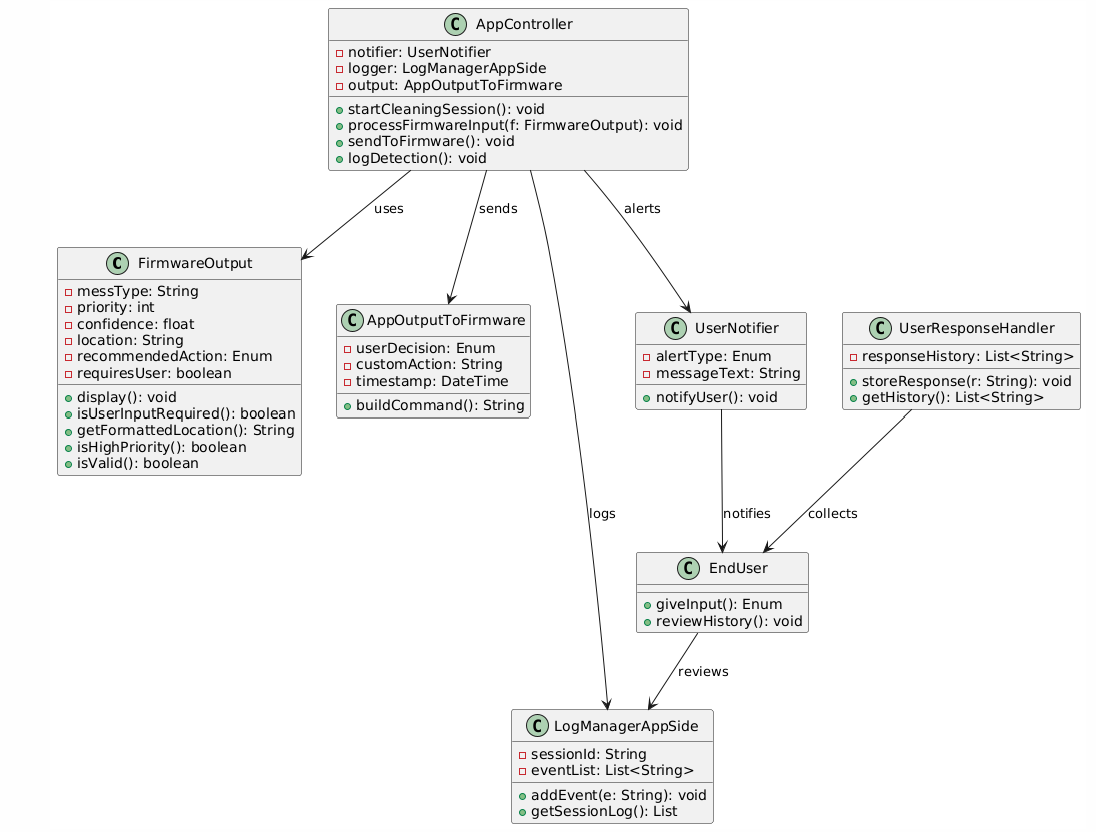 C AppController
notifier: UserNotifier
logger: LogManagerAppSide
output: AppOutputToFirmware
startCleaningSession(): void
processFirmwareInput(f: FirmwareOutput): void
sendToFirmware(): void
logDetection(): void
uses
sends
logs
alerts
C FirmwareOutput
messType: String
priority: int
confidence: float
location: String
recommendedAction: Enum
requiresUser: boolean
display(): void
isUserInputRequired(): boolean
getFormattedLocation(): String
isHighPriority(): boolean
isValid(): boolean
C AppOutputToFirmware
userDecision: Enum
customAction: String
timestamp: DateTime
buildCommand(): String
C UserNotifier
alertType: Enum
messageText: String
notifyUser(): void
C UserResponseHandler
responseHistory: List<String>
storeResponse(r: String): void
getHistory(): List<String>
notifies
collects
C EndUser
giveInput(): Enum
reviewHistory(): void
reviews
C LogManagerAppSide
sessionId: String
eventList: List<String>
addEvent(e: String): void
getSessionLog(): List